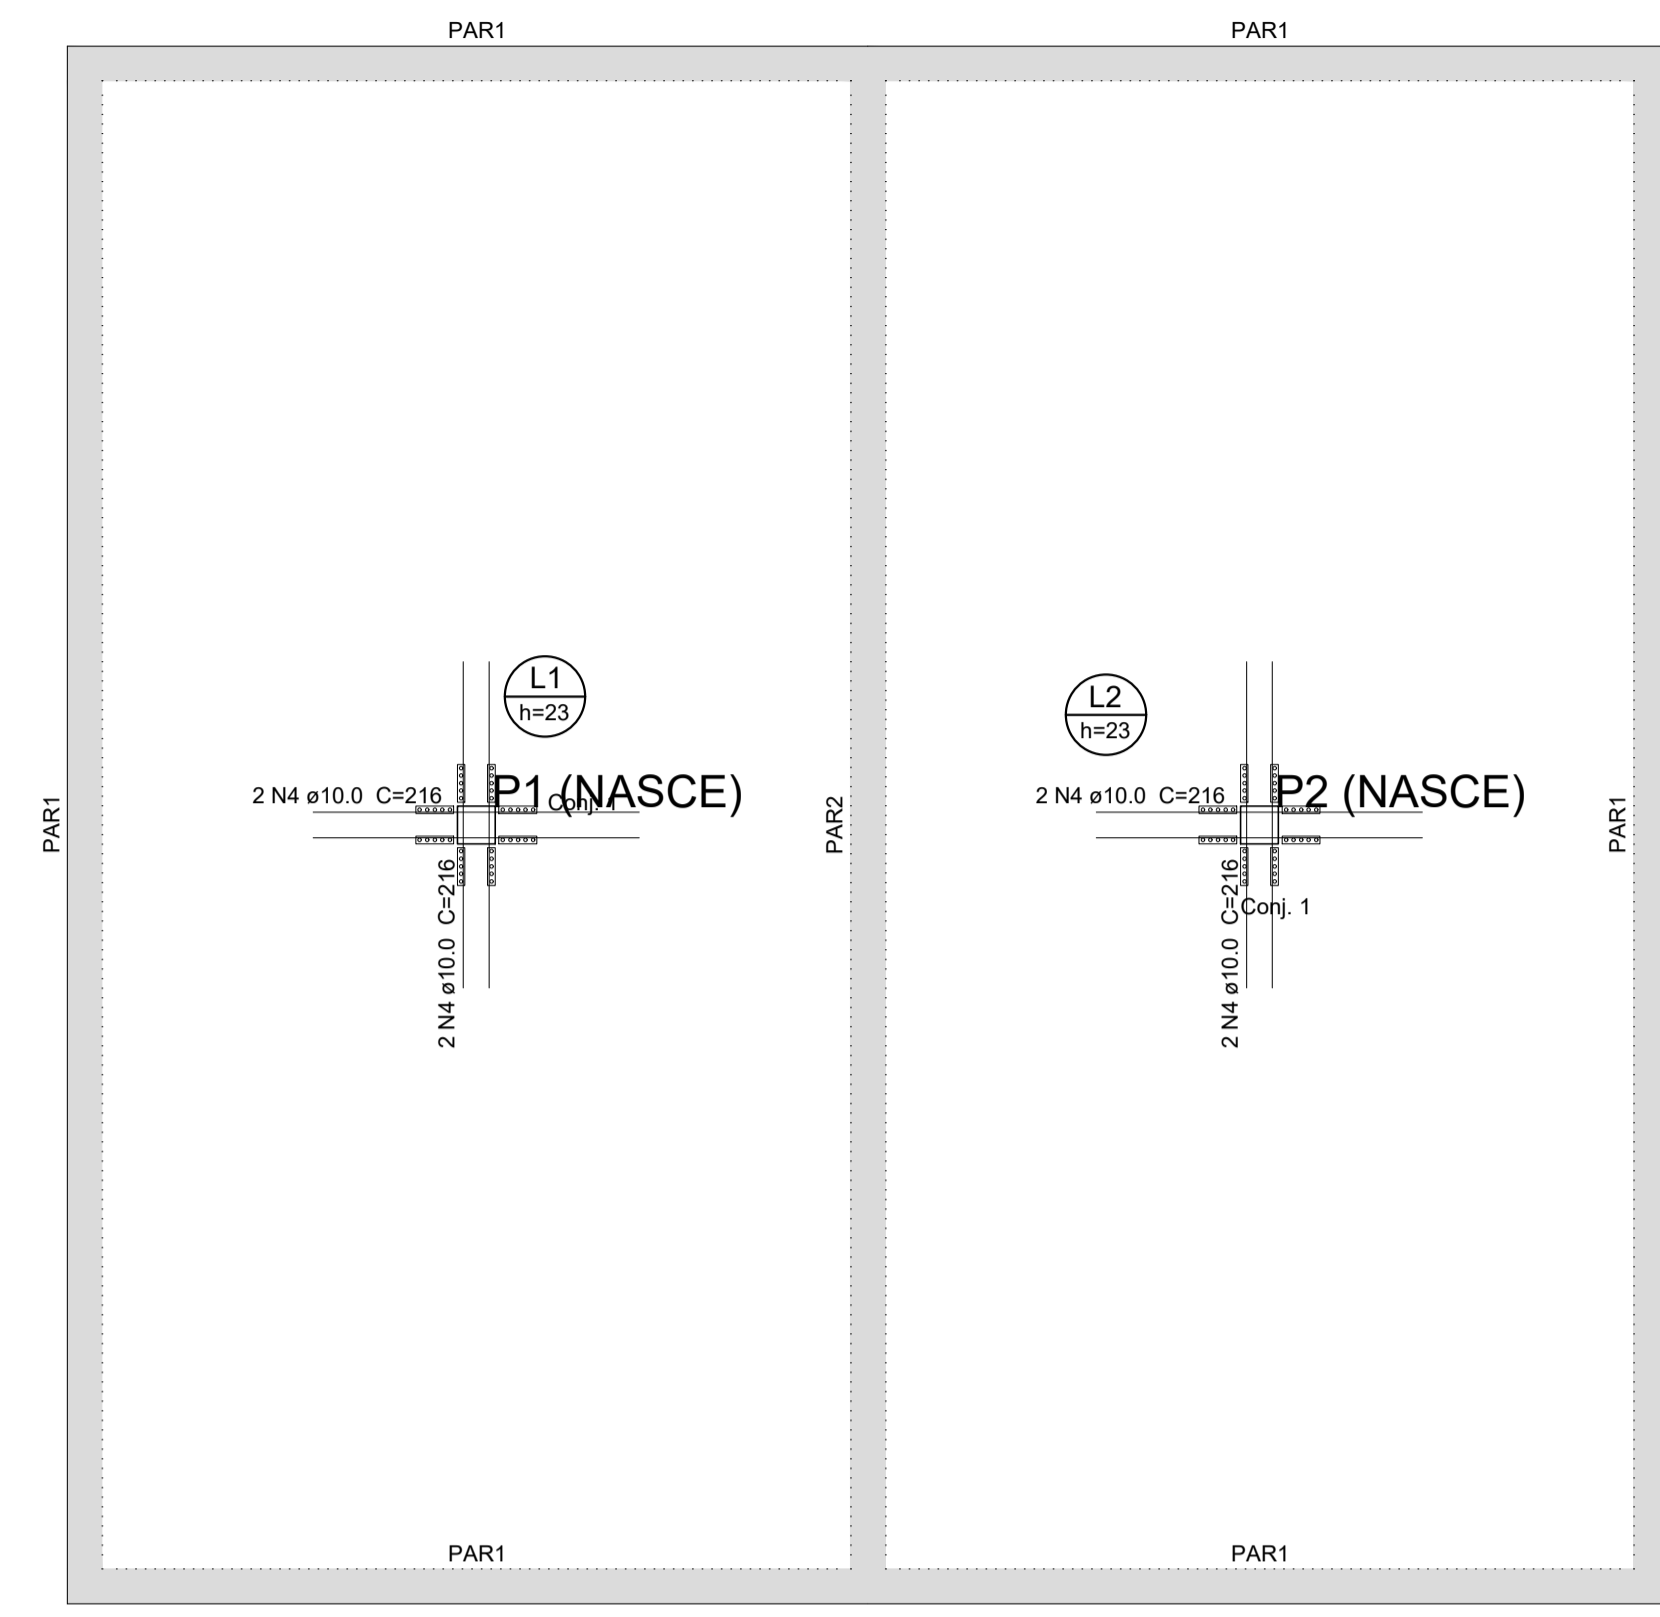 PAR1
PAR1
L1
h=23
L2
h=23
2 N4 ø10.0 C=216
P1 (NASCE)
Conj. 1
2 N4 ø10.0 C=216
P2 (NASCE)
PAR1
PAR2
PAR1
2 N4 ø10.0 C=216
2 N4 ø10.0 C=216
Conj. 1
PAR1
PAR1